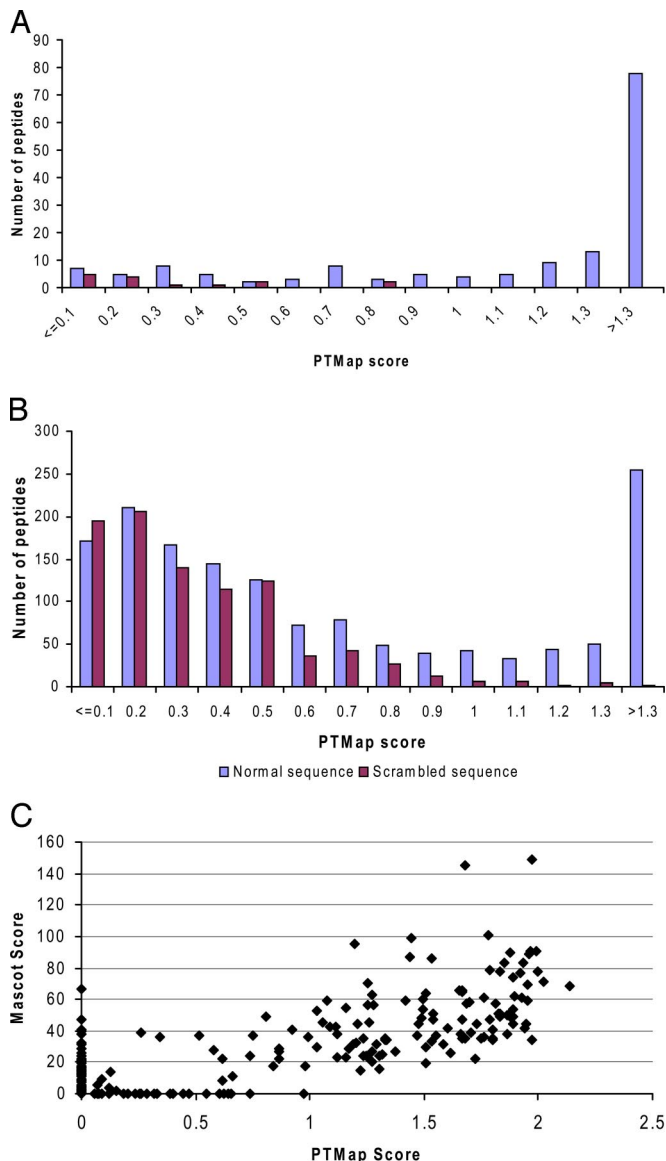 A
Number of peptides
90
80
70
60
50
40
30
20
10
0
<=0.1 0.2 0.3 0.4 0.5 0.6 0.7 0.8 0.9 1 1.1 1.2 1.3 >1.3
PTMap score
B
Number of peptides
300
250
200
150
100
50
0
<=0.1 0.2 0.3 0.4 0.5 0.6 0.7 0.8 0.9 1 1.1 1.2 1.3 >1.3
PTMap score
Normal sequence Scrambled sequence
C
Mascot Score
160
140
120
100
80
60
40
20
0
0 0.5 1 1.5 2 2.5
PTMap Score